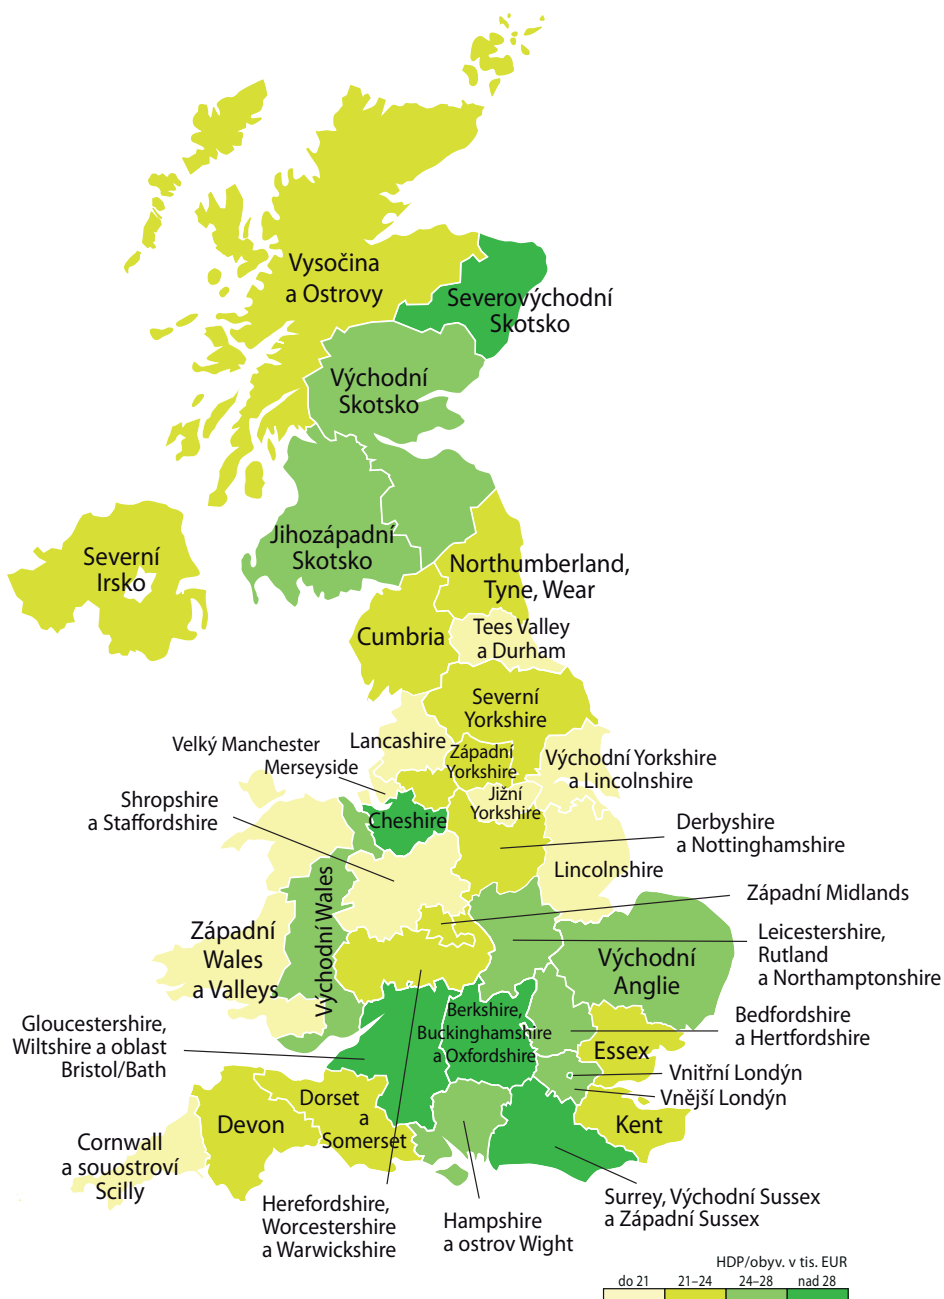 Vysočina
a Ostrovy
Severovýchodní
Skotsko
Východní
Skotsko
Jihozápadní
Skotsko
Severní
Irsko
Northumberland,
Tyne, Wear
Cumbria
Tees Valley
a Durham
Severní
Yorkshire
Lancashire
Velký Manchester
Merseyside
Západní
Yorkshire
Východní Yorkshire
a Lincolnshire
Jižní
Yorkshire
Shropshire
a Staffordshire
Cheshire
Derbyshire
a Nottinghamshire
Lincolnshire
Západní Midlands
Východní Wales
Západní
Wales
a Valleys
Leicestershire,
Rutland
a Northamptonshire
Východní
Anglie
Gloucestershire,
Wiltshire a oblast
Bristol/Bath
Berkshire,
Buckinghamshire
a Oxfordshire
Bedfordshire
a Hertfordshire
Essex
Vnitřní Londýn
Vnější Londýn
Dorset
a
Somerset
Devon
Kent
Cornwall
a souostroví
Scilly
Herefordshire,
Worcestershire
a Warwickshire
Hampshire
a ostrov Wight
Surrey, Východní Sussex
a Západní Sussex
HDP/obyv. v tis. EUR
do 21 21–24 24–28 nad 28